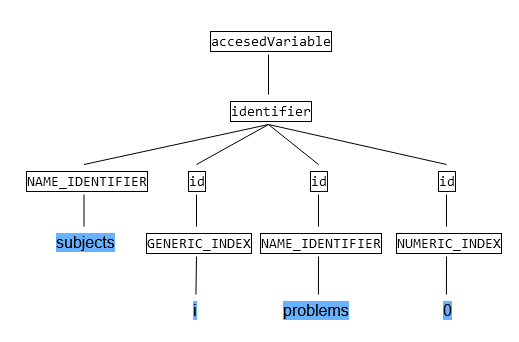 accesedVariable
identifier
NAME_IDENTIFIER id id id
subjects GENERIC_INDEX NAME_IDENTIFIER NUMERIC_INDEX
i problems 0